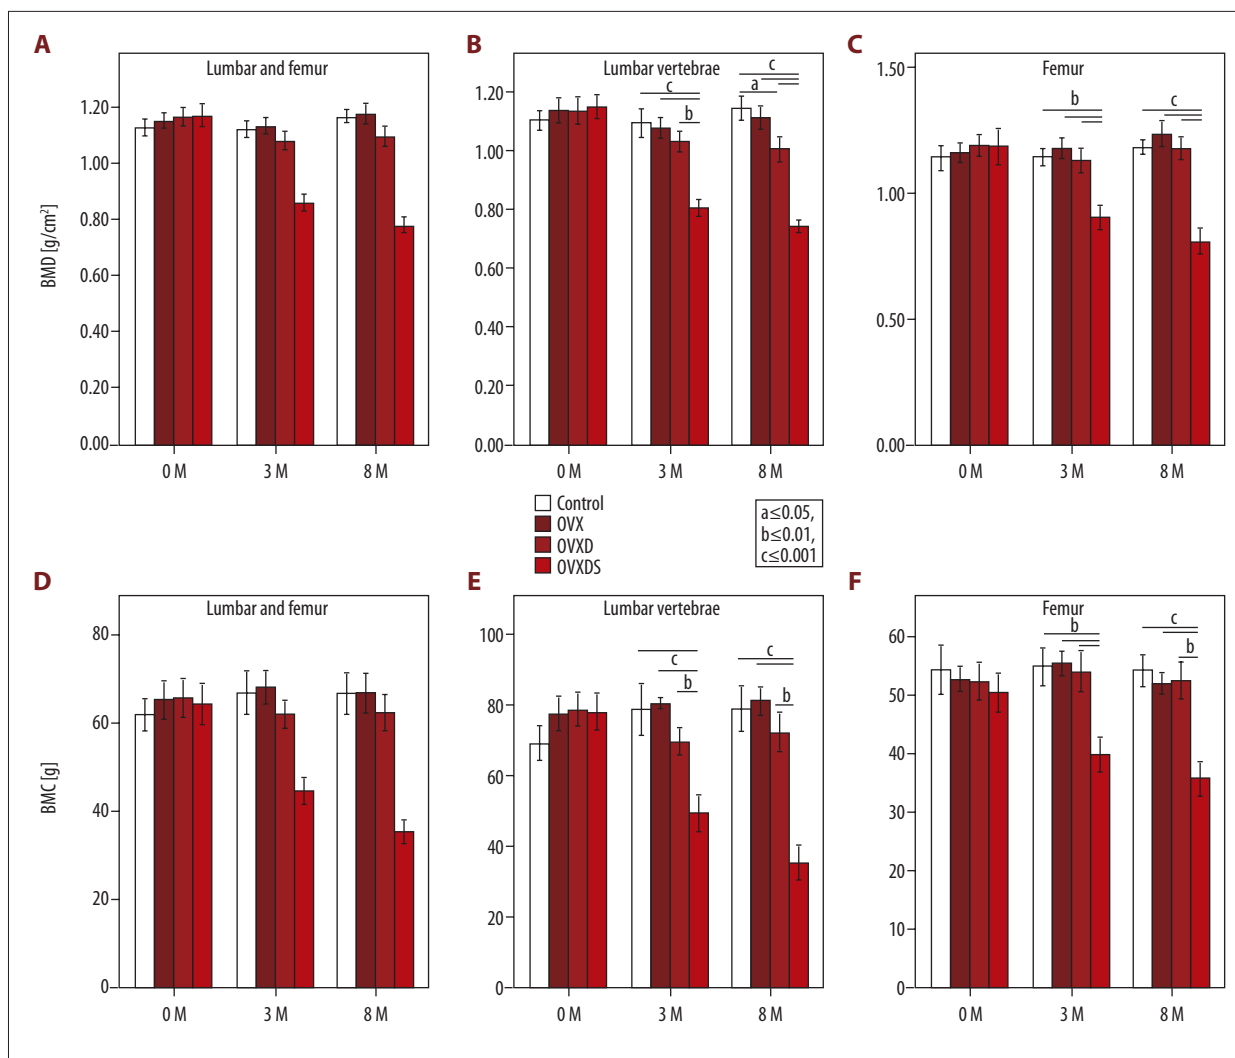 A
Lumbar and femur
BMD [g/cm²]
1.20
1.00
0.80
0.60
0.40
0.20
0.00
0 M
3 M
8 M
B
Lumbar vertebrae
1.20
1.00
0.80
0.60
0.40
0.20
0.00
c
b
c
a
0 M
3 M
8 M
C
Femur
1.50
1.00
0.50
0.00
b
c
0 M
3 M
8 M
Control
OVX
OVXD
OVXDS
a≤0.05,
b≤0.01,
c≤0.001
D
Lumbar and femur
BMC [g]
80
60
40
20
0
0 M
3 M
8 M
E
Lumbar vertebrae
100
80
60
40
20
0
c
b
c
b
0 M
3 M
8 M
F
Femur
60
50
40
30
20
10
0
b
c
b
0 M
3 M
8 M